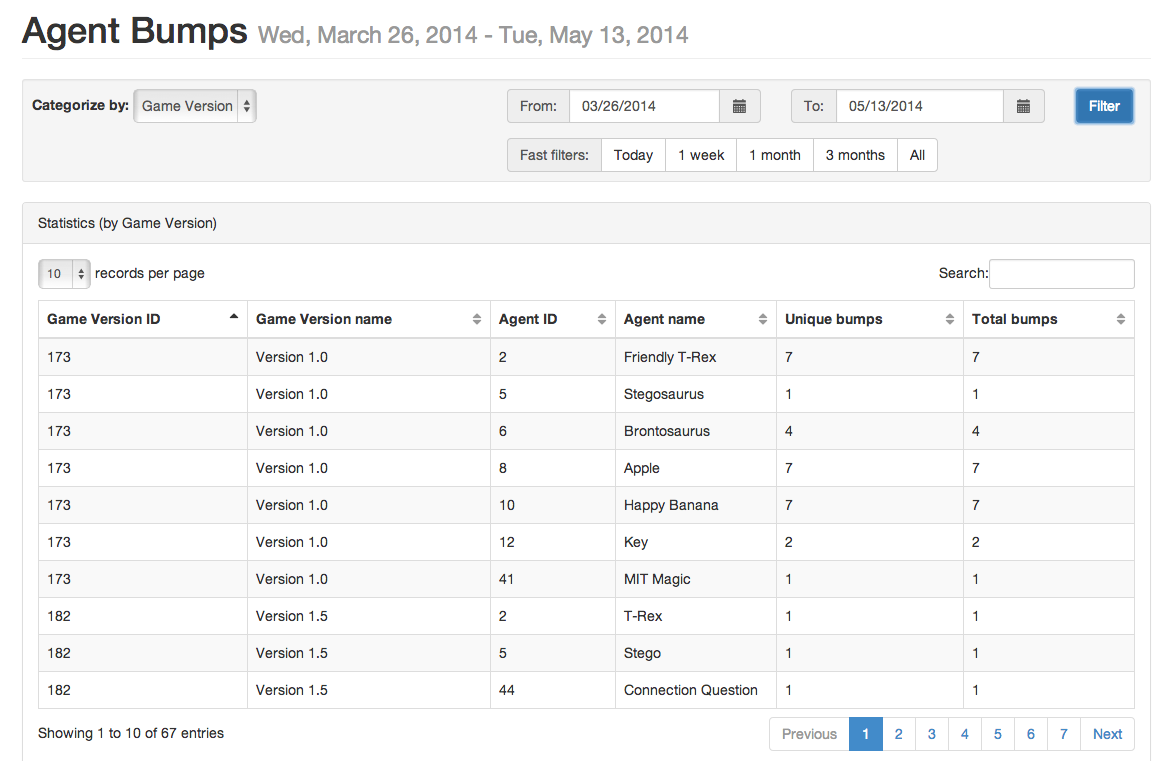 Agent Bumps Wed, March 26, 2014 - Tue, May 13, 2014
Categorize by: Game Version From: 03/26/2014 To: 05/13/2014 Filter
Fast filters: Today 1 week 1 month 3 months All
Statistics (by Game Version)
10 records per page Search:
Game Version ID Game Version name Agent ID Agent name Unique bumps Total bumps
173 Version 1.0 2 Friendly T-Rex 7 7
173 Version 1.0 5 Stegosaurus 1 1
173 Version 1.0 6 Brontosaurus 4 4
173 Version 1.0 8 Apple 7 7
173 Version 1.0 10 Happy Banana 7 7
173 Version 1.0 12 Key 2 2
173 Version 1.0 41 MIT Magic 1 1
182 Version 1.5 2 T-Rex 1 1
182 Version 1.5 5 Stego 1 1
182 Version 1.5 44 Connection Question 1 1
Showing 1 to 10 of 67 entries Previous 1 2 3 4 5 6 7 Next